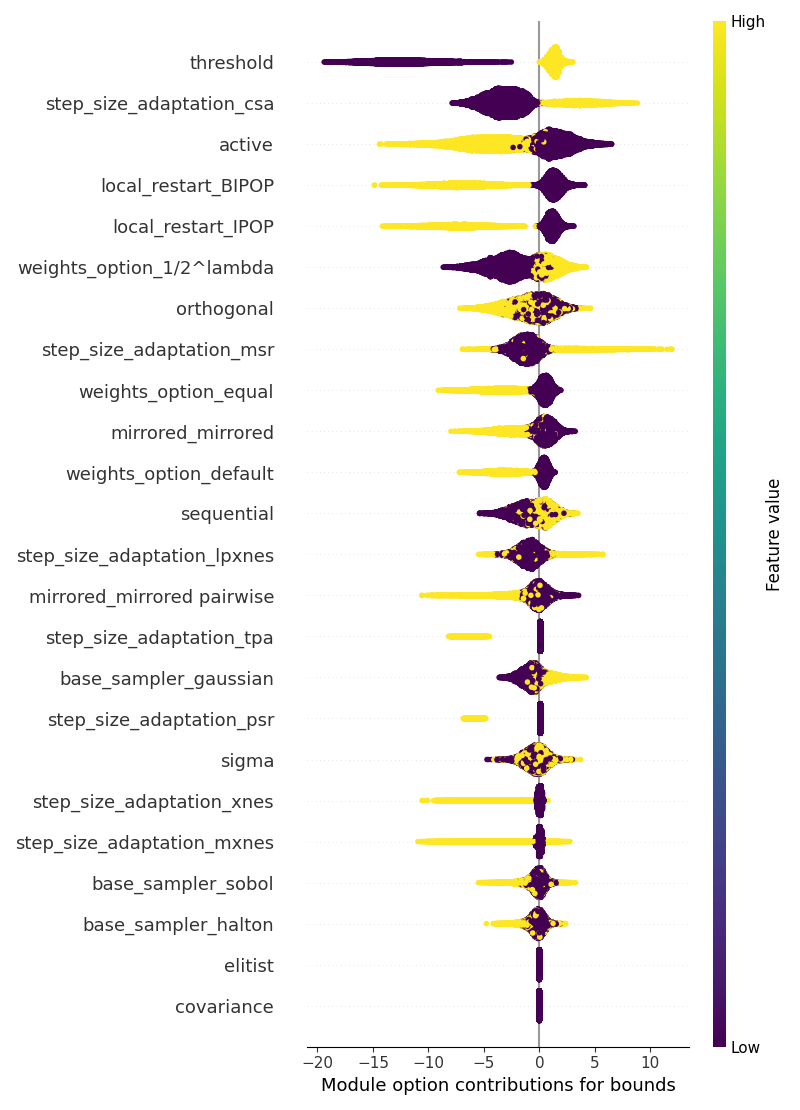 High
threshold
step_size_adaptation_csa
active
local_restart_BIPOP
local_restart_IPOP
weights_option_1/2^lambda
orthogonal
step_size_adaptation_msr
weights_option_equal
mirrored_mirrored
weights_option_default
sequential
step_size_adaptation_lpxnes
mirrored_mirrored pairwise
step_size_adaptation_tpa
base_sampler_gaussian
step_size_adaptation_psr
sigma
step_size_adaptation_xnes
step_size_adaptation_mxnes
base_sampler_sobol
base_sampler_halton
elitist
covariance
Feature value
Low
−20 −15 −10 −5 0 5 10
Module option contributions for bounds